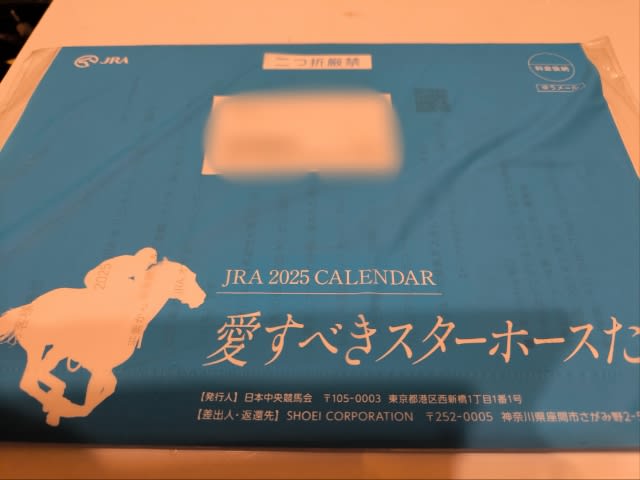 JRA
二つ折厳禁
料金後納
ゆうメール
2025
JRA 2025 CALENDAR
愛すべきスターホースた
【発行人】日本中央競馬会 〒105-0003 東京都港区西新橋1丁目1番1号
【差出人・返還先】SHOEI CORPORATION 〒252-0005 神奈川県座間市さがみ野2-5